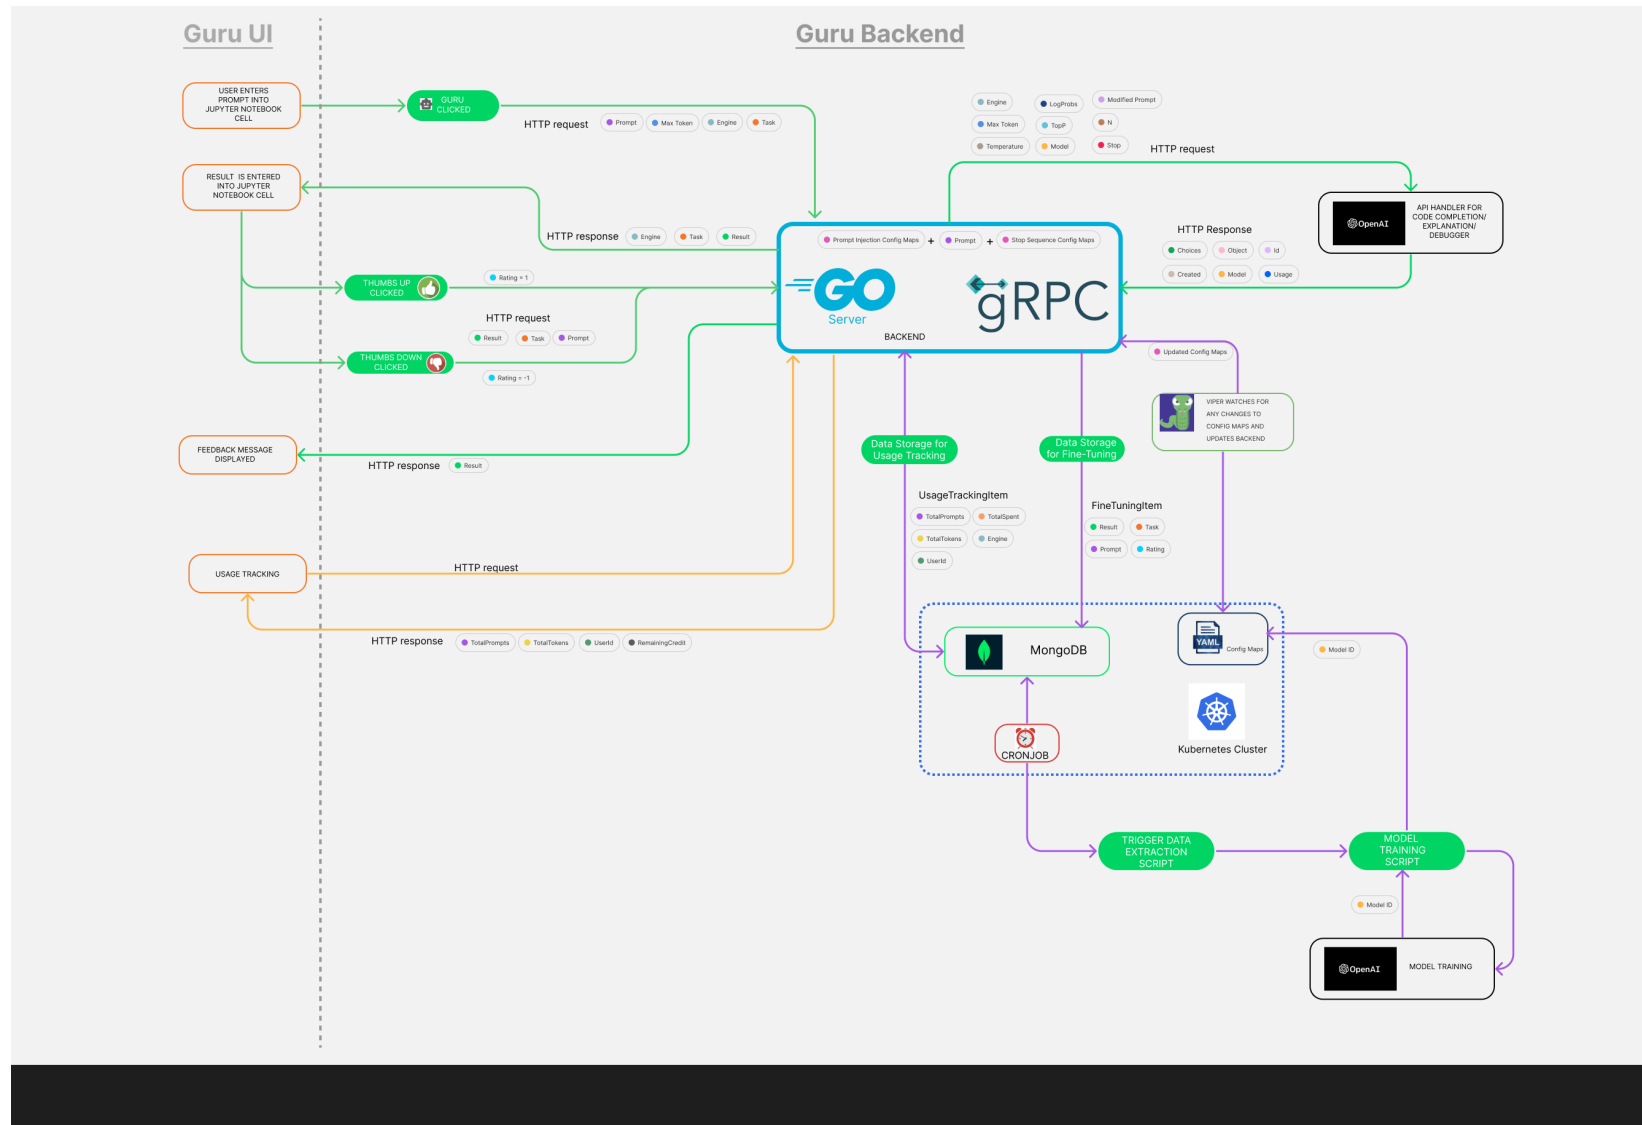 Guru UI
Guru Backend
USER ENTERS
PROMPT INTO
JUPYTER NOTEBOOK
CELL
GURU
CLICKED
HTTP request
Prompt
Max Token
Engine
Task
Engine
LogProbs
Modified Prompt
Max Token
TopP
N
Temperature
Model
Stop
HTTP request
RESULT IS ENTERED
INTO JUPYTER
NOTEBOOK CELL
HTTP response
Engine
Task
Result
Prompt Injection Config Maps
+
Prompt
+
Stop Sequence Config Maps
GO
Server
gRPC
BACKEND
OpenAI
API HANDLER FOR
CODE COMPLETION/
EXPLANATION/
DEBUGGER
HTTP Response
Choices
Object
Id
Created
Model
Usage
THUMBS UP
CLICKED
Rating = 1
HTTP request
Result
Task
Prompt
THUMBS DOWN
CLICKED
Rating = -1
Updated Config Maps
VIPER WATCHES FOR
ANY CHANGES TO
CONFIG MAPS AND
UPDATES BACKEND
FEEDBACK MESSAGE
DISPLAYED
HTTP response
Result
Data Storage for
Usage Tracking
Data Storage
for Fine-Tuning
UsageTrackingItem
TotalPrompts
TotalSpent
TotalTokens
Engine
UserId
FineTuningItem
Result
Task
Prompt
Rating
USAGE TRACKING
HTTP request
HTTP response
TotalPrompts
TotalTokens
UserId
RemainingCredit
MongoDB
YAML
Config Maps
Model ID
Kubernetes Cluster
CRONJOB
TRIGGER DATA
EXTRACTION
SCRIPT
MODEL
TRAINING
SCRIPT
Model ID
OpenAI
MODEL TRAINING